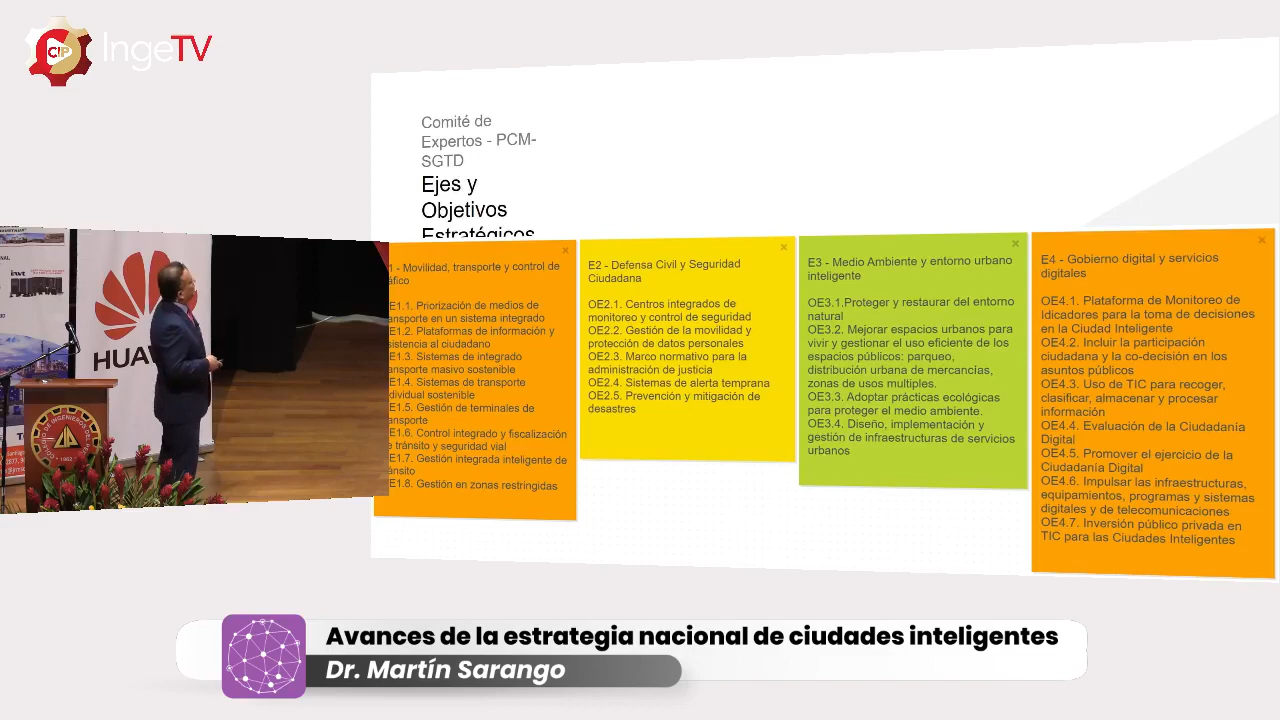 CIP IngeTV
Comité de
Expertos - PCM-
SGTD
Ejes y
Objetivos
Estratégicos
1 - Movilidad, transporte y control de
áfico
E1.1. Priorización de medios de
ansporte en un sistema integrado
E1.2. Plataformas de información y
sistencia al ciudadano
E1.3. Sistemas de integrado
ansporte masivo sostenible
E1.4. Sistemas de transporte
dividual sostenible
E1.5. Gestión de terminales de
ansporte
E1.6. Control integrado y fiscalización
e tránsito y seguridad vial
E1.7. Gestión integrada inteligente de
ánsito
E1.8. Gestión en zonas restringidas
E2 - Defensa Civil y Seguridad
Ciudadana
OE2.1. Centros integrados de
monitoreo y control de seguridad
OE2.2. Gestión de la movilidad y
protección de datos personales
OE2.3. Marco normativo para la
administración de justicia
OE2.4. Sistemas de alerta temprana
OE2.5. Prevención y mitigación de
desastres
E3 - Medio Ambiente y entorno urbano
inteligente
OE3.1.Proteger y restaurar del entorno
natural
OE3.2. Mejorar espacios urbanos para
vivir y gestionar el uso eficiente de los
espacios públicos: parqueo,
distribución urbana de mercancías,
zonas de usos multiples.
OE3.3. Adoptar prácticas ecológicas
para proteger el medio ambiente.
OE3.4. Diseño, implementación y
gestión de infraestructuras de servicios
urbanos
E4 - Gobierno digital y servicios
digitales
OE4.1. Plataforma de Monitoreo de
Idicadores para la toma de decisiones
en la Ciudad Inteligente
OE4.2. Incluir la participación
ciudadana y la co-decisión en los
asuntos públicos
OE4.3. Uso de TIC para recoger,
clasificar, almacenar y procesar
información
OE4.4. Evaluación de la Ciudadanía
Digital
OE4.5. Promover el ejercicio de la
Ciudadanía Digital
OE4.6. Impulsar las infraestructuras,
equipamientos, programas y sistemas
digitales y de telecomunicaciones
OE4.7. Inversión público privada en
TIC para las Ciudades Inteligentes
HUA
Avances de la estrategia nacional de ciudades inteligentes
Dr. Martín Sarango